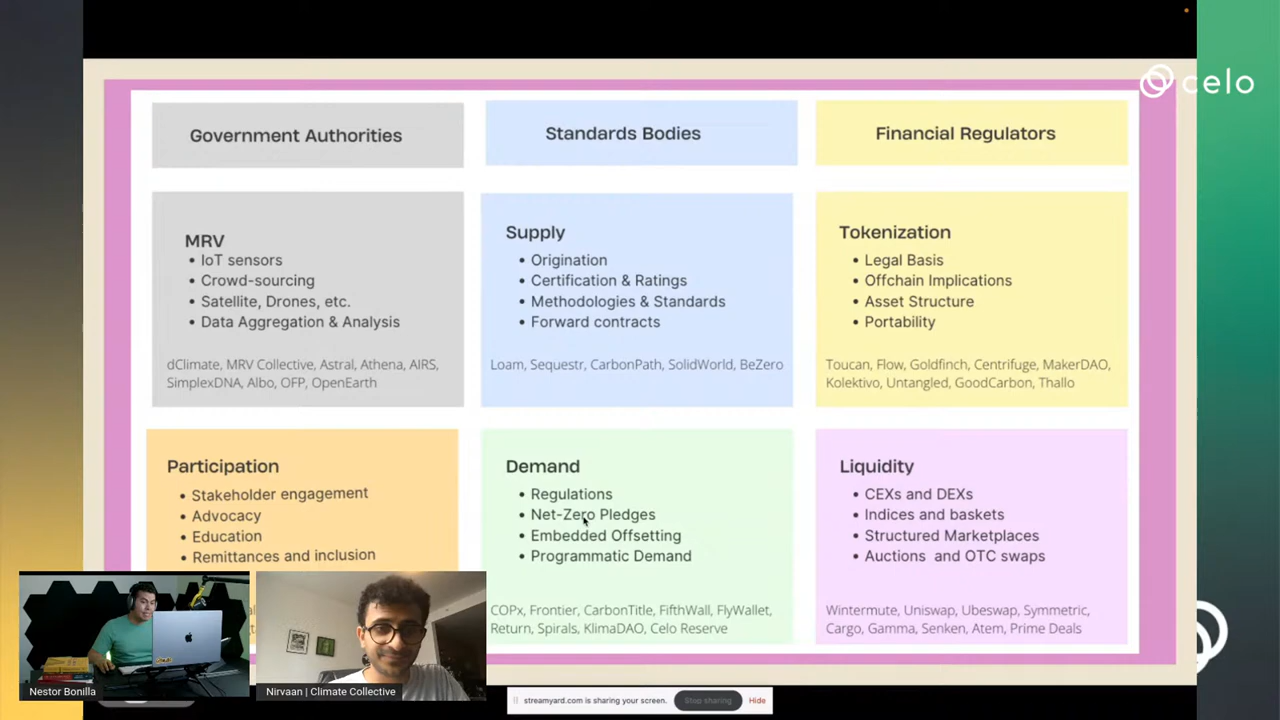 celo
Government Authorities
Standards Bodies
Financial Regulators
MRV
• IoT sensors
• Crowd-sourcing
• Satellite, Drones, etc.
• Data Aggregation & Analysis
dClimate, MRV Collective, Astral, Athena, AIRS,
SimplexDNA, Albo, OFP, OpenEarth
Supply
• Origination
• Certification & Ratings
• Methodologies & Standards
• Forward contracts
Loam, Sequestr, CarbonPath, SolidWorld, BeZero
Tokenization
• Legal Basis
• Offchain Implications
• Asset Structure
• Portability
Toucan, Flow, Goldfinch, Centrifuge, MakerDAO,
Kolektivo, Untangled, GoodCarbon, Thallo
Participation
• Stakeholder engagement
• Advocacy
• Education
• Remittances and inclusion
Demand
• Regulations
• Net-Zero Pledges
• Embedded Offsetting
• Programmatic Demand
COPx, Frontier, CarbonTitle, FifthWall, FlyWallet,
Return, Spirals, KlimaDAO, Celo Reserve
Liquidity
• CEXs and DEXs
• Indices and baskets
• Structured Marketplaces
• Auctions and OTC swaps
Wintermute, Uniswap, Ubeswap, Symmetric,
Cargo, Gamma, Senken, Atem, Prime Deals
Nestor Bonilla
Nirvaan | Climate Collective
streamyard.com is sharing your screen.
Stop sharing
Hide